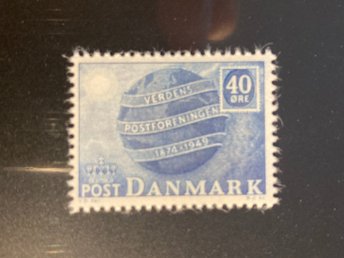 40
ØRE
VERDENS
POSTFORENINGEN
1874-1949
POST DANMARK